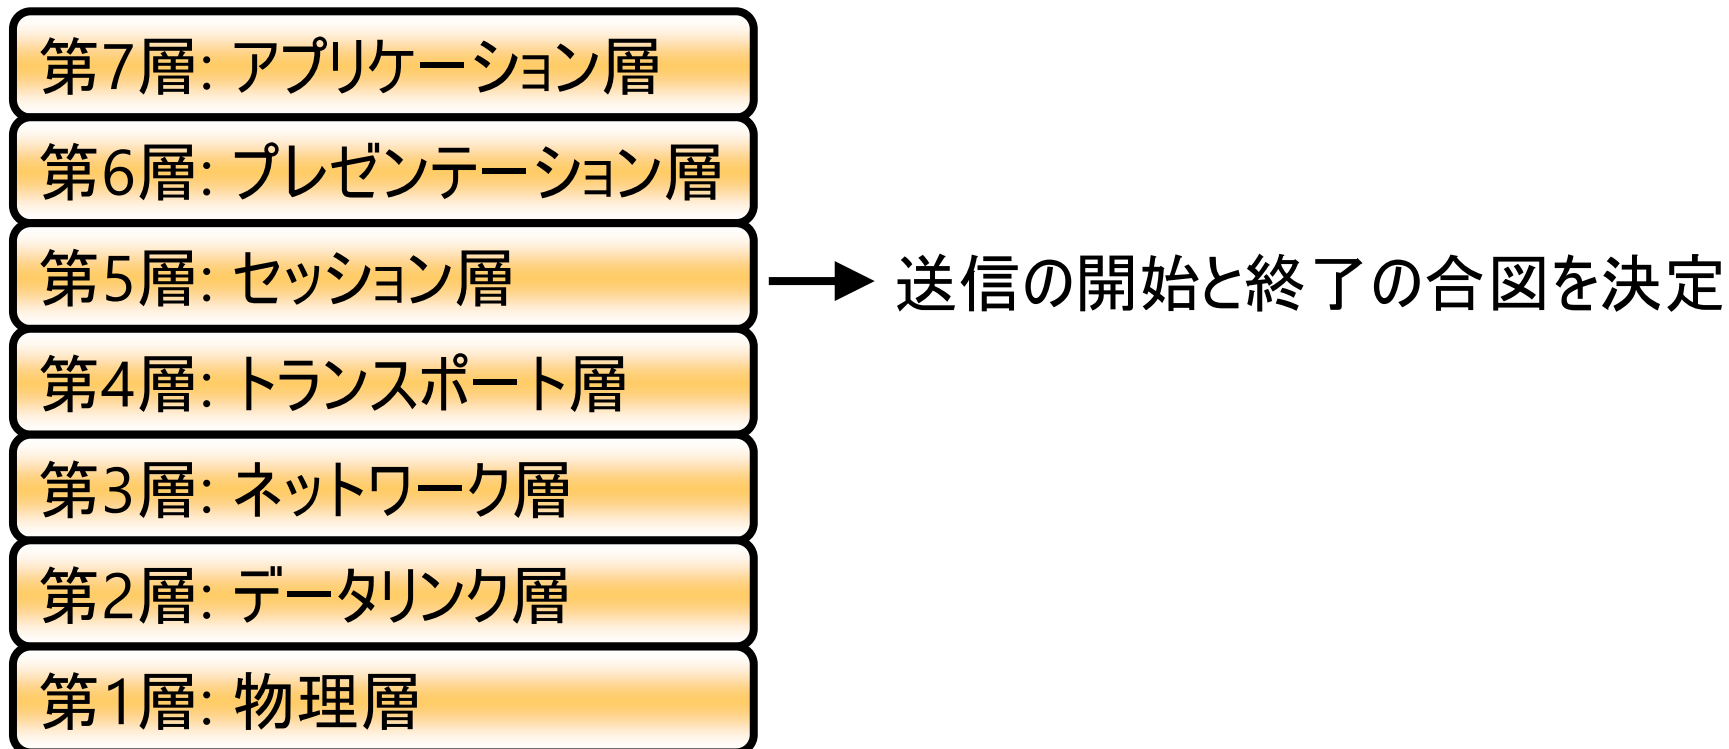 第7層: アプリケーション層
第6層: プレゼンテーション層
第5層: セッション層
送信の開始と終了の合図を決定
第4層: トランスポート層
第3層: ネットワーク層
第2層: データリンク層
第1層: 物理層